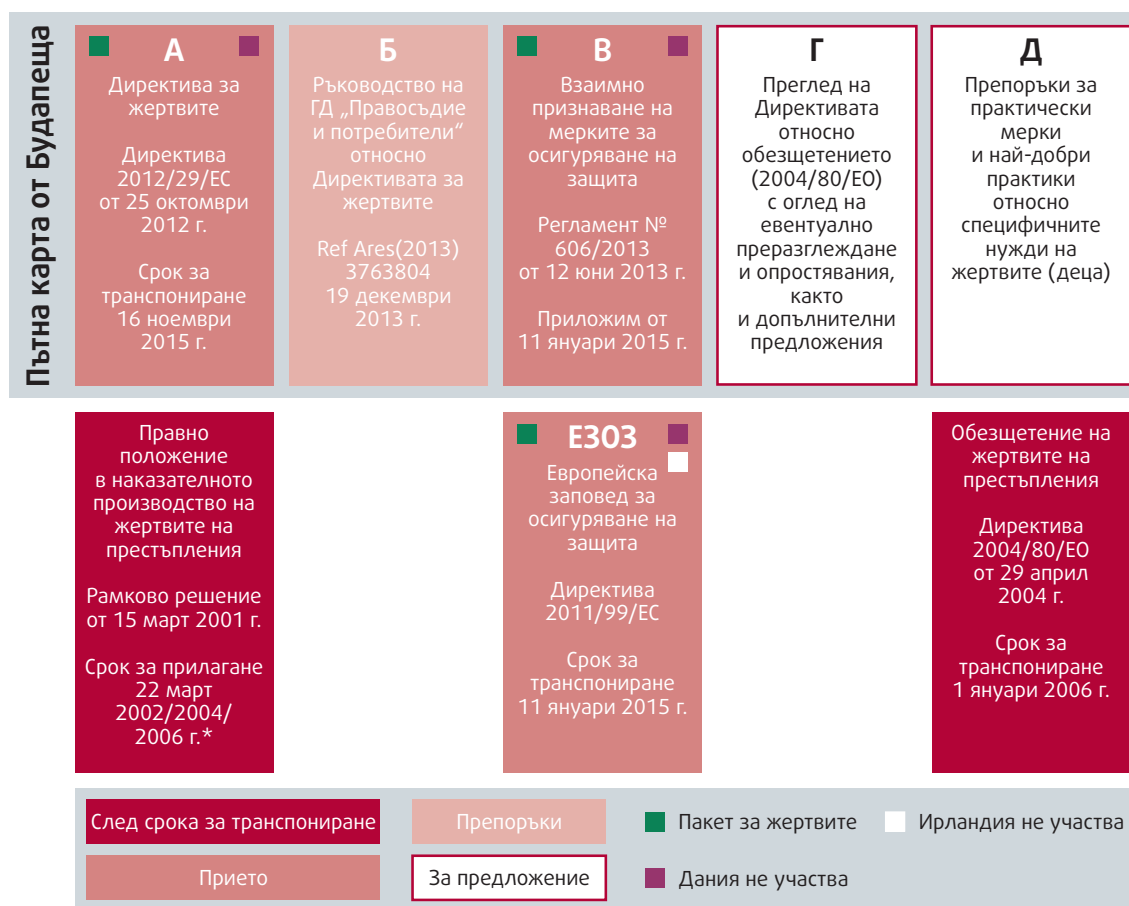 Пътна карта от Будапеща
А
Директива за
жертвите
Директива
2012/29/ЕС
от 25 октомври
2012 г.
Срок за
транспониране
16 ноември
2015 г.
Б
Ръководство на
ГД „Правосъдие
и потребители“
относно
Директивата за
жертвите
Ref Ares(2013)
3763804
19 декември
2013 г.
В
Взаимно
признаване на
мерките за
осигуряване на
защита
Регламент №
606/2013
от 12 юни 2013 г.
Приложим от
11 януари 2015 г.
Г
Преглед на
Директивата
относно
обезщетението
(2004/80/ЕО)
с оглед на
евентуално
преразглеждане
и опростявания,
както
и допълнителни
предложения
Д
Препоръки за
практически
мерки
и най-добри
практики
относно
специфичните
нужди на
жертвите (деца)
Правно
положение
в наказателното
производство на
жертвите на
престъпления
Рамково решение
от 15 март 2001 г.
Срок за прилагане
22 март
2002/2004/
2006 г.*
ЕЗОЗ
Европейска
заповед за
осигуряване на
защита
Директива
2011/99/ЕС
Срок за
транспониране
11 януари 2015 г.
Обезщетение на
жертвите на
престъпления
Директива
2004/80/ЕО
от 29 април
2004 г.
Срок за
транспониране
1 януари 2006 г.
След срока за транспониране
Препоръки
Пакет за жертвите
Ирландия не участва
Прието
За предложение
Дания не участва